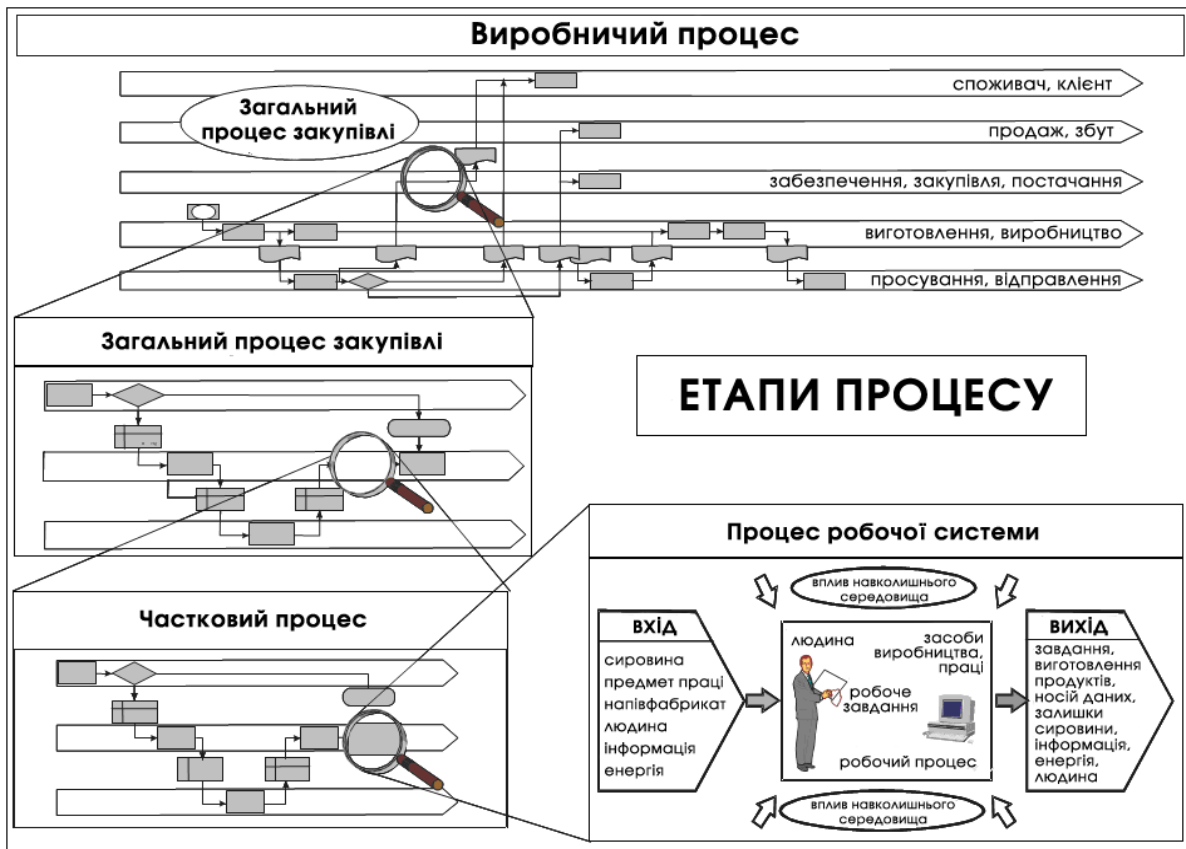 Виробничий процес
Загальний
процес закупівлі
споживач, клієнт
продаж, збут
забезпечення, закупівля, постачання
виготовлення, виробництво
просування, відправлення
Загальний процес закупівлі
ЕТАПИ ПРОЦЕСУ
Частковий процес
Процес робочої системи
вплив навколишнього
середовища
ВХІД
сировина
предмет праці
напівфабрикат
людина
інформація
енергія
людина
засоби
виробництва,
праці
робоче
завдання
робочий процес
ВИХІД
завдання,
виготовлення
продуктів,
носій даних,
залишки
сировини,
інформація,
енергія,
людина
вплив навколишнього
середовища